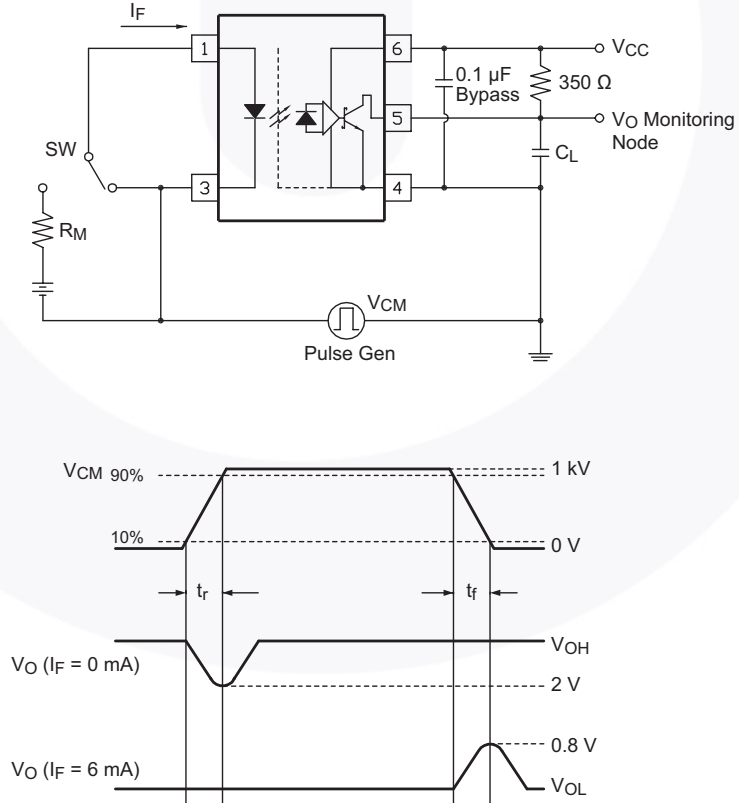 IF
1
6
VCC
0.1 µF
Bypass
350 Ω
5
VO Monitoring
Node
SW
CL
3
4
RM
VCM
Pulse Gen
VCM 90%
1 kV
10%
0 V
tr
tf
VO (IF = 0 mA)
VOH
2 V
0.8 V
VO (IF = 6 mA)
VOL